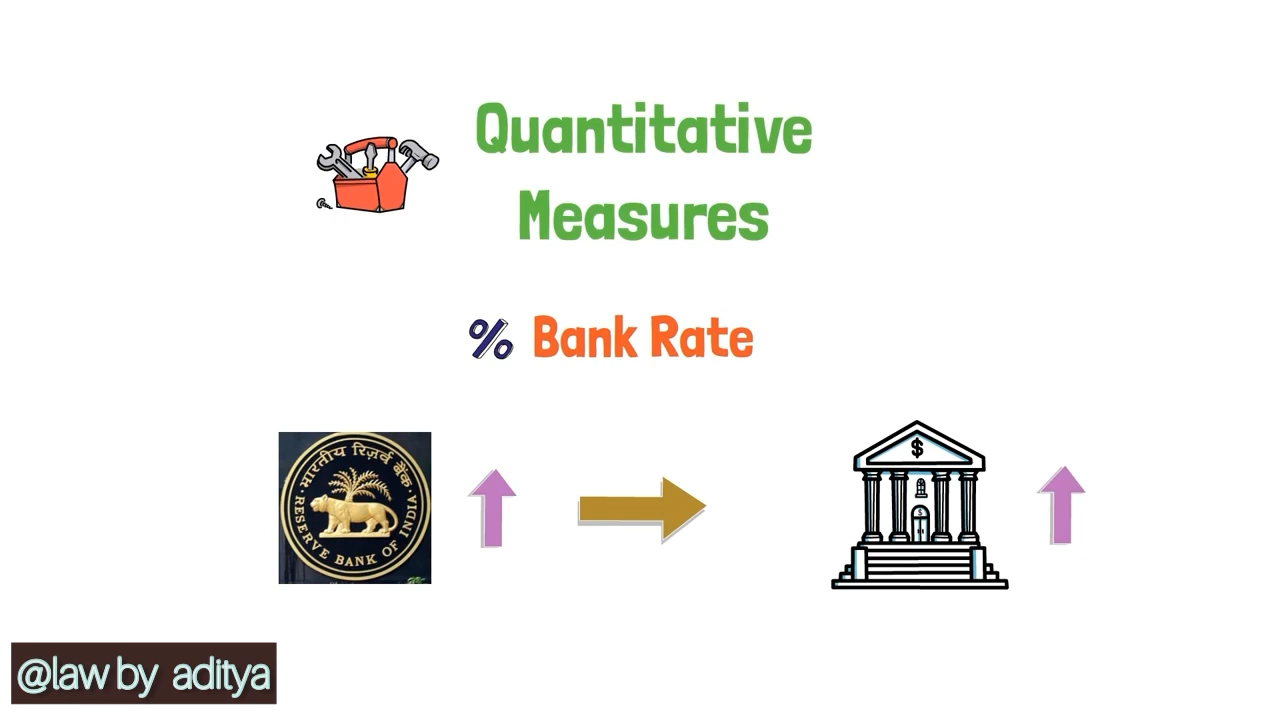 Quantitative
Measures
% Bank Rate
भारतीय रिज़र्व बैंक
RESERVE BANK OF INDIA
$
$
@law by aditya